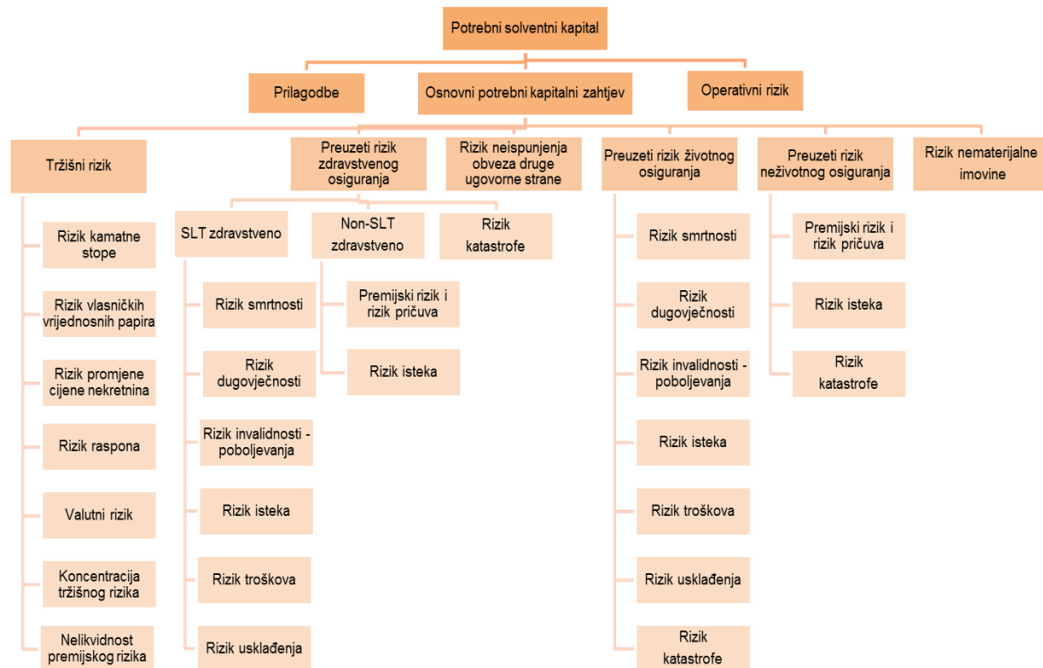 Potrebni solventni kapital
Prilagodbe
Osnovni potrebni kapitalni zahtjev
Operativni rizik
Tržišni rizik
Preuzeti rizik
zdravstvenog
osiguranja
Rizik neispunjenja
obveza druge
ugovorne strane
Preuzeti rizik životnog
osiguranja
Preuzeti rizik
neživotnog osiguranja
Rizik nematerijalne
imovine
Rizik kamatne
stope
Rizik vlasničkih
vrijednosnih papira
Rizik promjene
cijene nekretnina
Rizik raspona
Valutni rizik
Koncentracija
tržišnog rizika
Nelikvidnost
premijskog rizika
SLT zdravstveno
Rizik smrtnosti
Rizik
dugovječnosti
Rizik invalidnosti -
poboljevanja
Rizik isteka
Rizik troškova
Rizik usklađenja
Non-SLT
zdravstveno
Premijski rizik i
rizik pričuva
Rizik isteka
Rizik
katastrofe
Rizik smrtnosti
Rizik
dugovječnosti
Rizik invalidnosti -
poboljevanja
Rizik isteka
Rizik troškova
Rizik usklađenja
Rizik
katastrofe
Premijski rizik i
rizik pričuva
Rizik isteka
Rizik
katastrofe